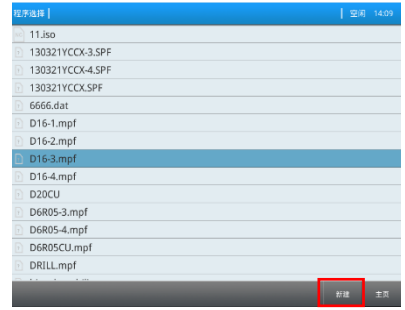 程序选择
空闲 14:09
11.iso
130321YCCX-3.SPF
130321YCCX-4.SPF
130321YCCX.SPF
6666.dat
D16-1.mpf
D16-2.mpf
D16-3.mpf
D16-4.mpf
D20CU
D6R05-3.mpf
D6R05-4.mpf
D6R05CU.mpf
DRILL.mpf
新建 主页